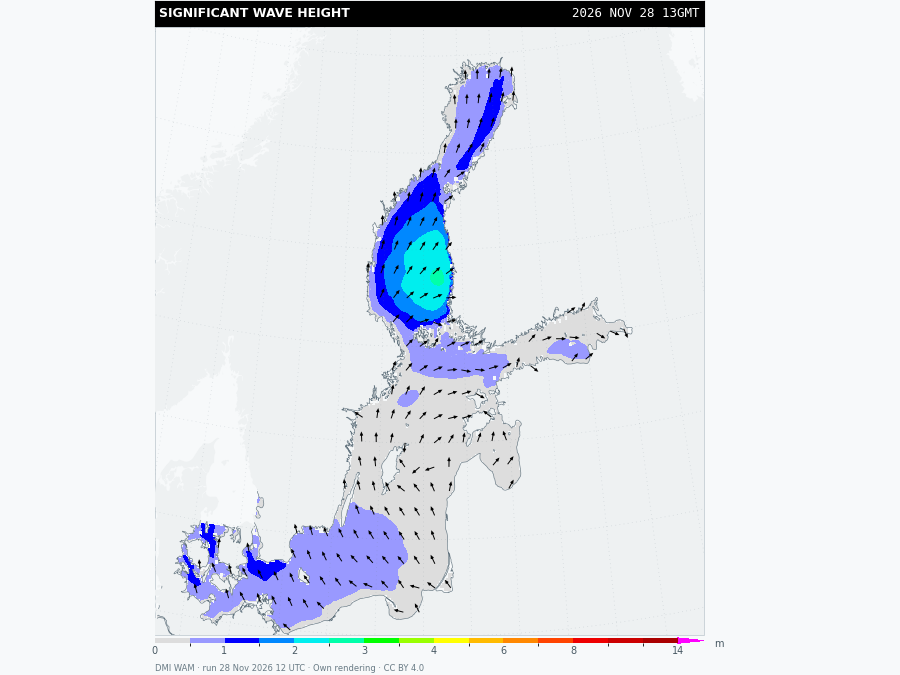 SIGNIFICANT WAVE HEIGHT 2026 NOV 28 13GMT
0 1 2 3 4 6 8 14 m
DMI WAM · run 28 Nov 2026 12 UTC · Own rendering · CC BY 4.0